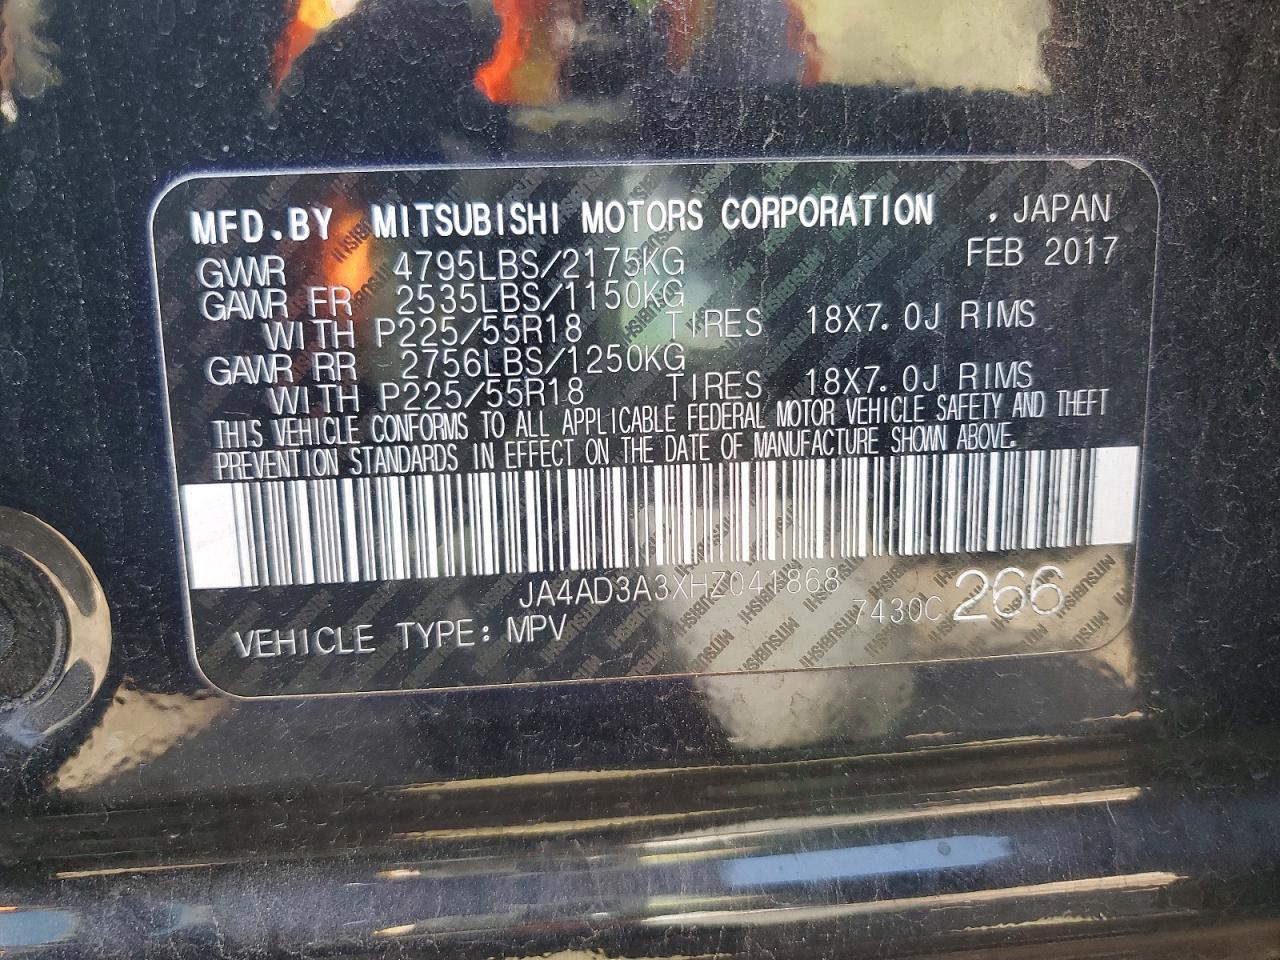 MFD.BY MITSUBISHI MOTORS CORPORATION , JAPAN
FEB 2017
GVWR 4795LBS/2175KG
GAWR FR 2535LBS/1150KG
WITH P225/55R18 TIRES 18X7.0J RIMS
GAWR RR 2756LBS/1250KG
WITH P225/55R18 TIRES 18X7.0J RIMS
THIS VEHICLE CONFORMS TO ALL APPLICABLE FEDERAL MOTOR VEHICLE SAFETY AND THEFT
PREVENTION STANDARDS IN EFFECT ON THE DATE OF MANUFACTURE SHOWN ABOVE.
JA4AD3A3XHZ041868
VEHICLE TYPE: MPV 7430C 266